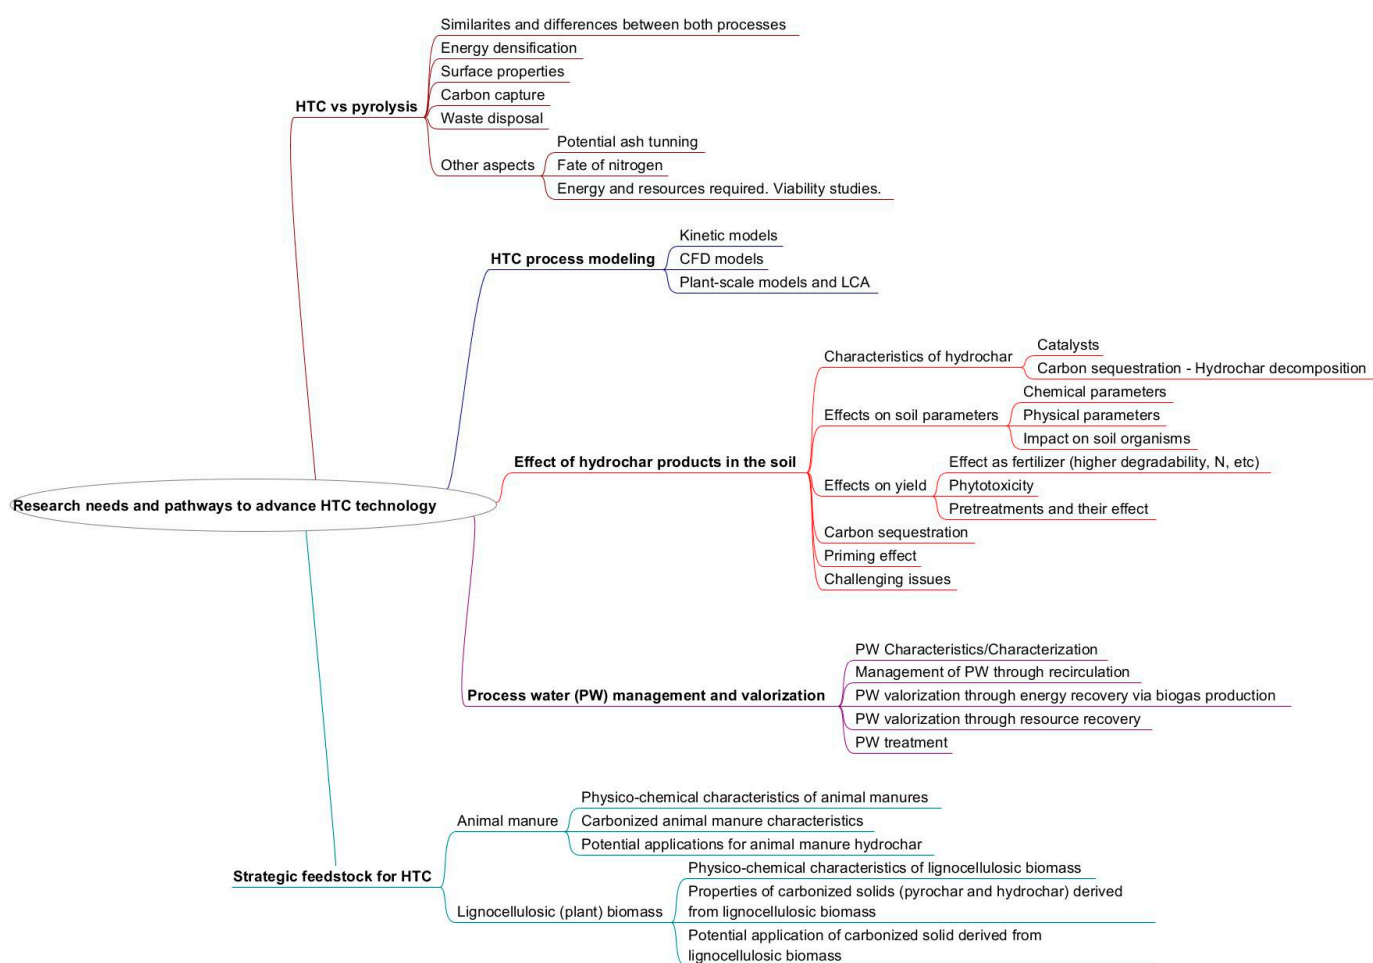 Similarites and differences between both processes
Energy densification
Surface properties
Carbon capture
Waste disposal
HTC vs pyrolysis
Other aspects
Potential ash tunning
Fate of nitrogen
Energy and resources required. Viability studies.
HTC process modeling
Kinetic models
CFD models
Plant-scale models and LCA
Research needs and pathways to advance HTC technology
Effect of hydrochar products in the soil
Characteristics of hydrochar
Catalysts
Carbon sequestration - Hydrochar decomposition
Effects on soil parameters
Chemical parameters
Physical parameters
Impact on soil organisms
Effects on yield
Effect as fertilizer (higher degradability, N, etc)
Phytotoxicity
Pretreatments and their effect
Carbon sequestration
Priming effect
Challenging issues
Process water (PW) management and valorization
PW Characteristics/Characterization
Management of PW through recirculation
PW valorization through energy recovery via biogas production
PW valorization through resource recovery
PW treatment
Strategic feedstock for HTC
Animal manure
Physico-chemical characteristics of animal manures
Carbonized animal manure characteristics
Potential applications for animal manure hydrochar
Lignocellulosic (plant) biomass
Physico-chemical characteristics of lignocellulosic biomass
Properties of carbonized solids (pyrochar and hydrochar) derived
from lignocellulosic biomass
Potential application of carbonized solid derived from
lignocellulosic biomass